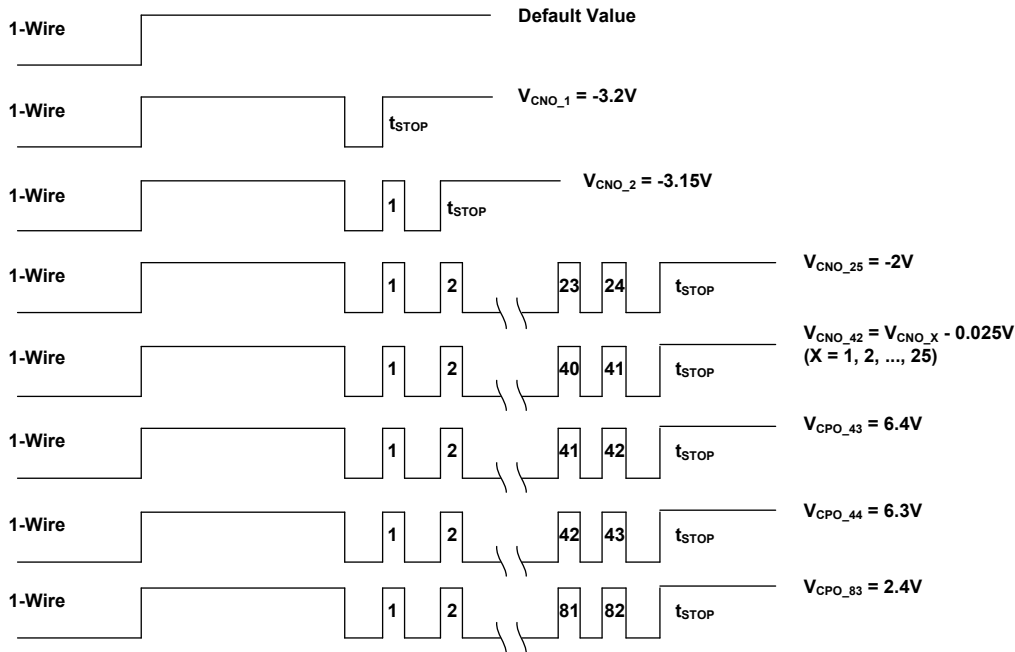 1-Wire Default Value
1-Wire V_CNO_1 = -3.2V
t_STOP
1-Wire V_CNO_2 = -3.15V
1 t_STOP
1-Wire V_CNO_25 = -2V
1 2 23 24 t_STOP
1-Wire V_CNO_42 = V_CNO_X - 0.025V
(X = 1, 2, ..., 25)
1 2 40 41 t_STOP
1-Wire V_CPO_43 = 6.4V
1 2 41 42 t_STOP
1-Wire V_CPO_44 = 6.3V
1 2 42 43 t_STOP
1-Wire V_CPO_83 = 2.4V
1 2 81 82 t_STOP